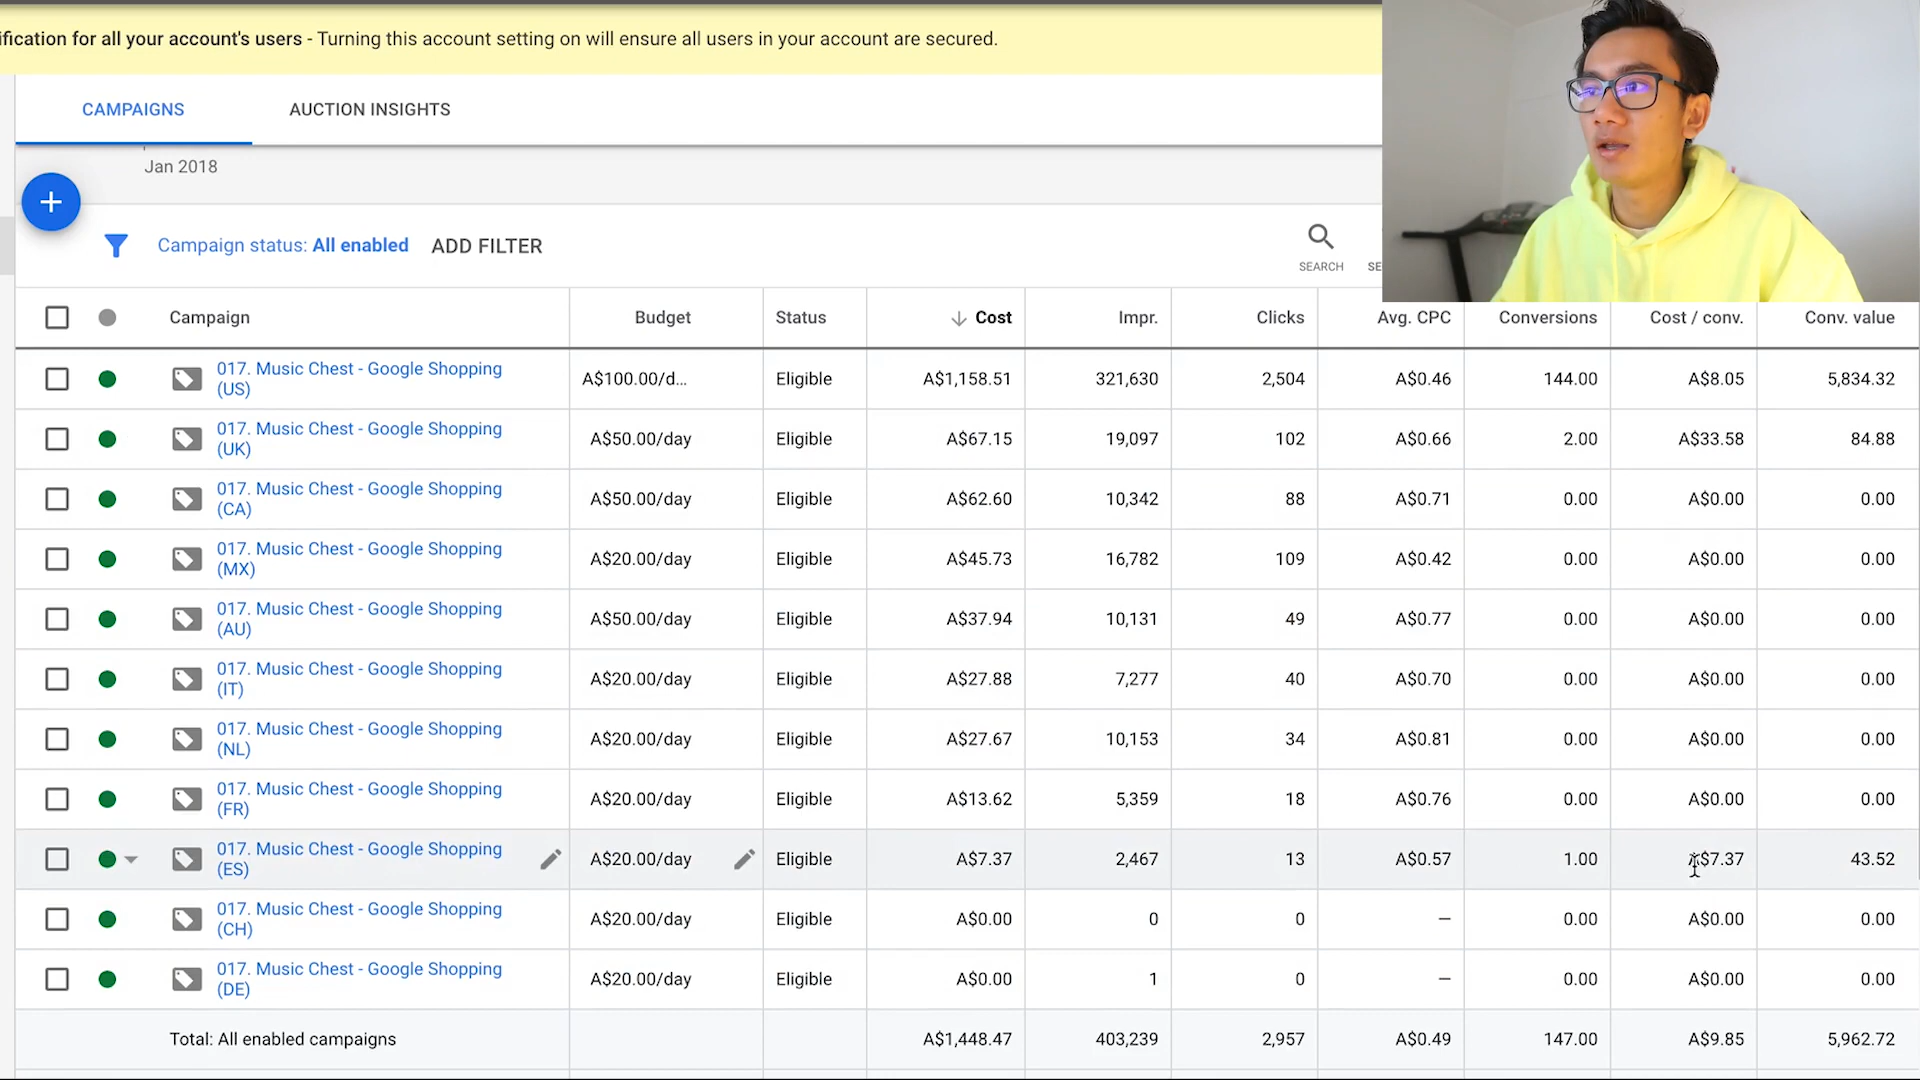 ification for all your account's users - Turning this account setting on will ensure all users in your account are secured.
CAMPAIGNS AUCTION INSIGHTS
Jan 2018
Campaign status: All enabled ADD FILTER
SEARCH SE
Campaign Budget Status Cost Impr. Clicks Avg. CPC Conversions Cost / conv. Conv. value
017. Music Chest - Google Shopping
(US) A$100.00/d... Eligible A$1,158.51 321,630 2,504 A$0.46 144.00 A$8.05 5,834.32
017. Music Chest - Google Shopping
(UK) A$50.00/day Eligible A$67.15 19,097 102 A$0.66 2.00 A$33.58 84.88
017. Music Chest - Google Shopping
(CA) A$50.00/day Eligible A$62.60 10,342 88 A$0.71 0.00 A$0.00 0.00
017. Music Chest - Google Shopping
(MX) A$20.00/day Eligible A$45.73 16,782 109 A$0.42 0.00 A$0.00 0.00
017. Music Chest - Google Shopping
(AU) A$50.00/day Eligible A$37.94 10,131 49 A$0.77 0.00 A$0.00 0.00
017. Music Chest - Google Shopping
(IT) A$20.00/day Eligible A$27.88 7,277 40 A$0.70 0.00 A$0.00 0.00
017. Music Chest - Google Shopping
(NL) A$20.00/day Eligible A$27.67 10,153 34 A$0.81 0.00 A$0.00 0.00
017. Music Chest - Google Shopping
(FR) A$20.00/day Eligible A$13.62 5,359 18 A$0.76 0.00 A$0.00 0.00
017. Music Chest - Google Shopping
(ES) A$20.00/day Eligible A$7.37 2,467 13 A$0.57 1.00 A$7.37 43.52
017. Music Chest - Google Shopping
(CH) A$20.00/day Eligible A$0.00 0 0 — 0.00 A$0.00 0.00
017. Music Chest - Google Shopping
(DE) A$20.00/day Eligible A$0.00 1 0 — 0.00 A$0.00 0.00
Total: All enabled campaigns A$1,448.47 403,239 2,957 A$0.49 147.00 A$9.85 5,962.72